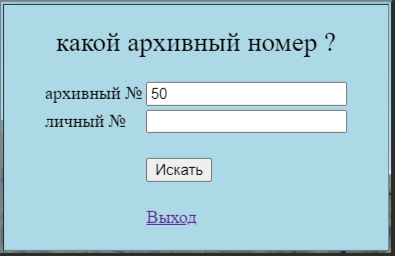 какой архивный номер ?
архивный № 50
личный №
Искать
Выход